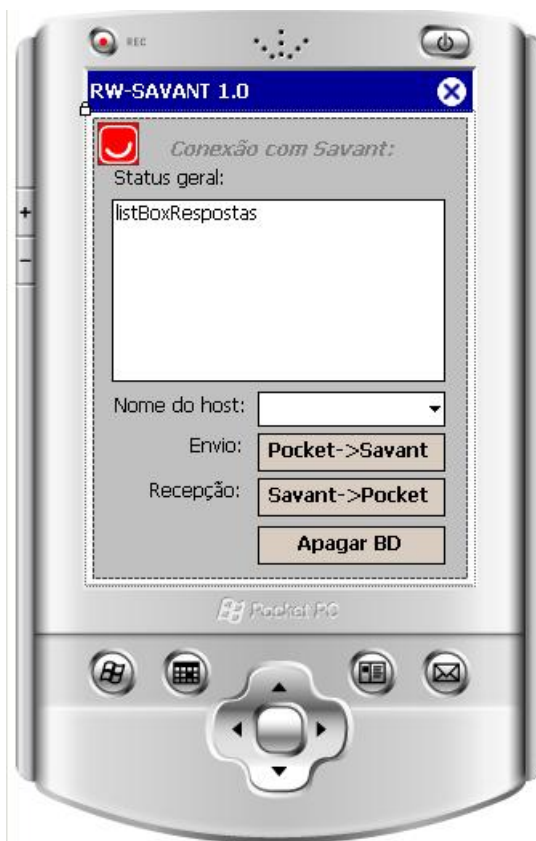 REC
RW-SAVANT 1.0
Conexão com Savant:
Status geral:
listBoxRespostas
Nome do host:
Envio: Pocket->Savant
Recepção: Savant->Pocket
Apagar BD
Pocket PC